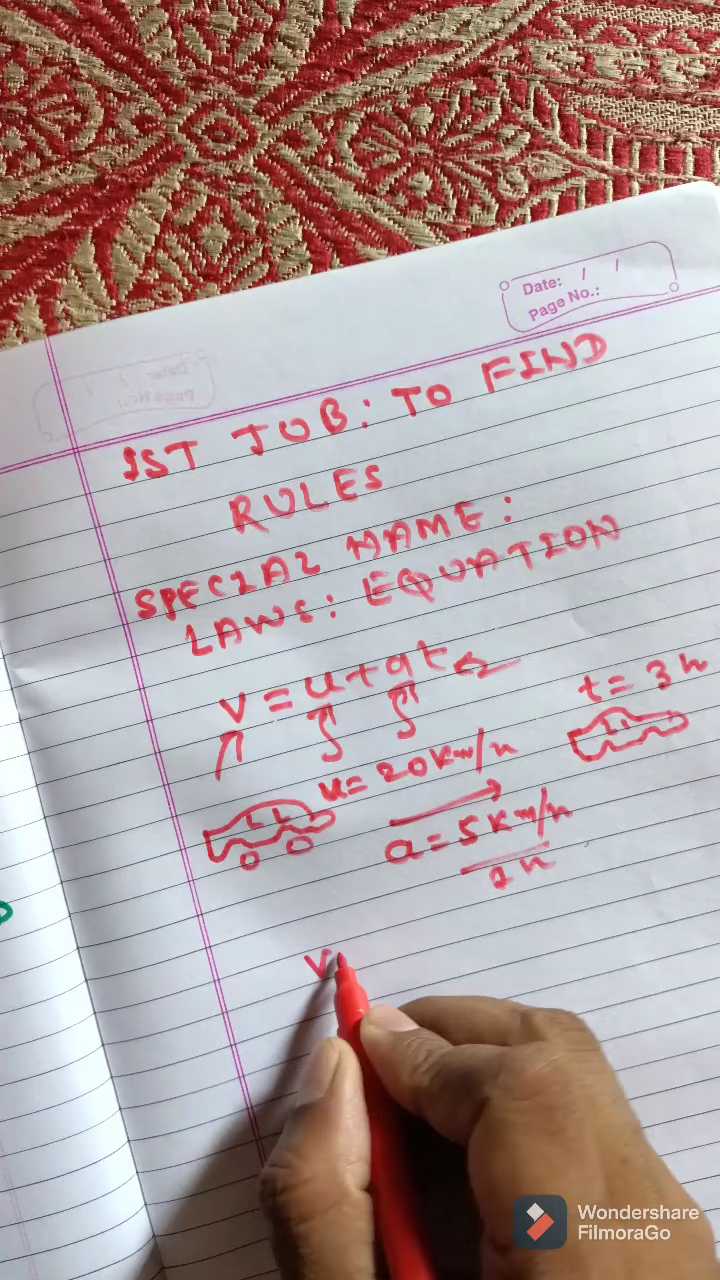 Date: / /
Page No.:
1ST JOB: TO FIND
RULES
SPECIAL NAME:
LAWS: EQUATION
v = u + at
t = 3 h
u = 20 km/h
a = 5 km/h
1 h
v
Wondershare
FilmoraGo